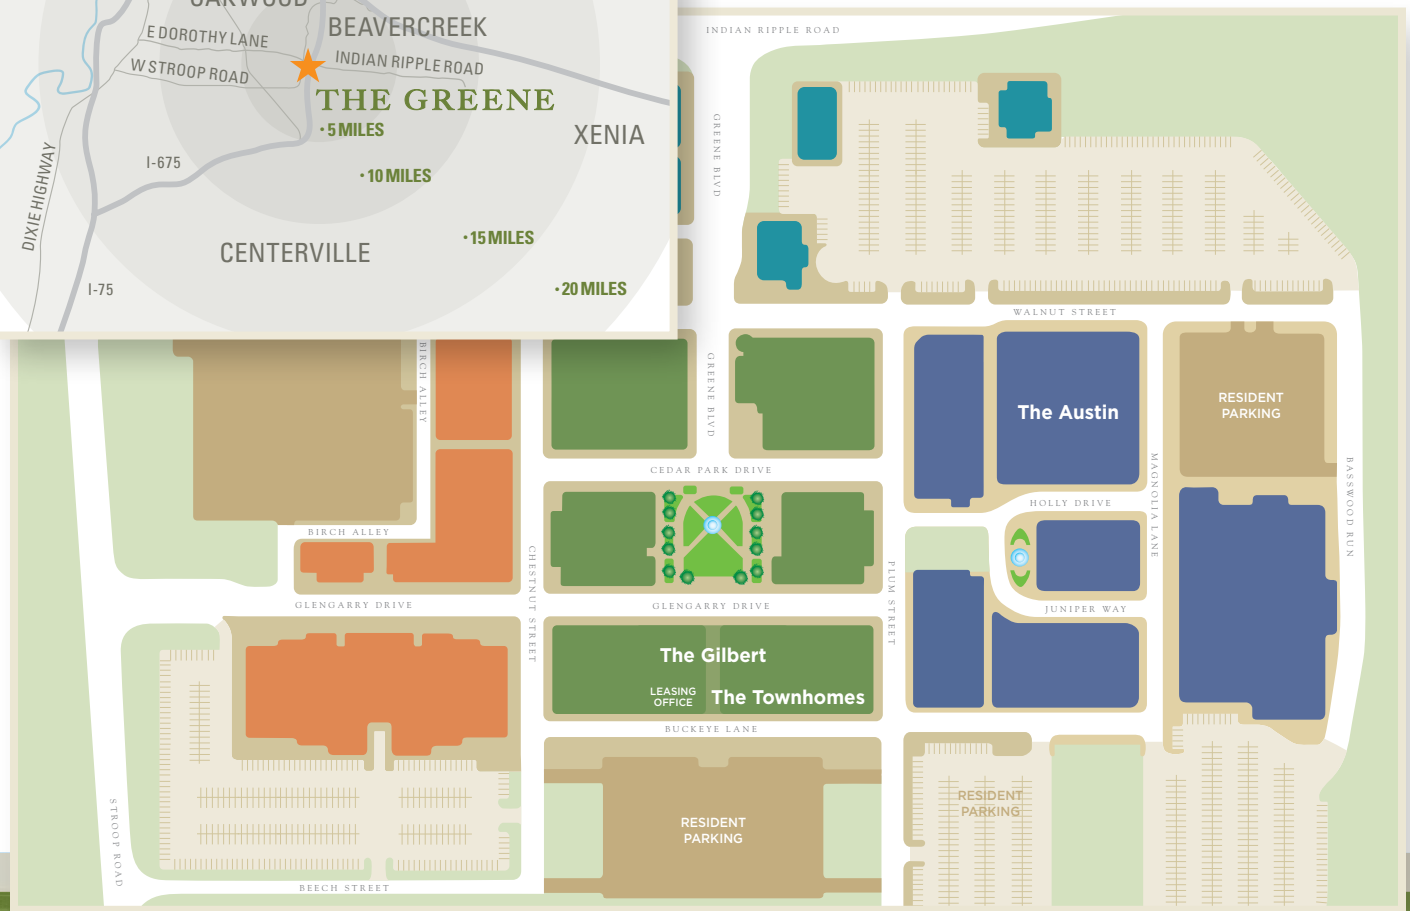 OAKWOOD
BEAVERCREEK
E DOROTHY LANE
INDIAN RIPPLE ROAD
W STROOP ROAD
THE GREENE
• 5 MILES
XENIA
I-675
• 10 MILES
DIXIE HIGHWAY
• 15 MILES
CENTERVILLE
I-75
• 20 MILES
INDIAN RIPPLE ROAD
GREENE BLVD
WALNUT STREET
BIRCH ALLEY
GREENE BLVD
The Austin
RESIDENT
PARKING
CEDAR PARK DRIVE
MAGNOLIA LANE
BASSWOOD RUN
HOLLY DRIVE
BIRCH ALLEY
CHESTNUT STREET
PLUM STREET
GLENGARRY DRIVE
GLENGARRY DRIVE
JUNIPER WAY
The Gilbert
LEASING
OFFICE
The Townhomes
BUCKEYE LANE
STROOP ROAD
RESIDENT
PARKING
RESIDENT
PARKING
BEECH STREET